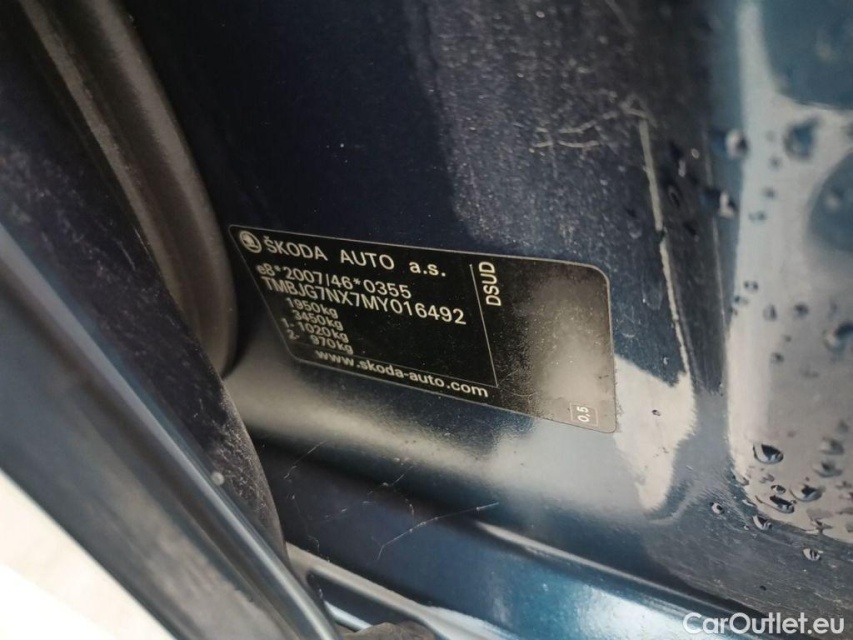 ŠKODA AUTO a.s.
e8*2007/46*0355
TMBJG7NX7MY016492
1950kg
3450kg
1. 1020kg
2. 970kg
www.skoda-auto.com
DSUD
0.5
CarOutlet.eu